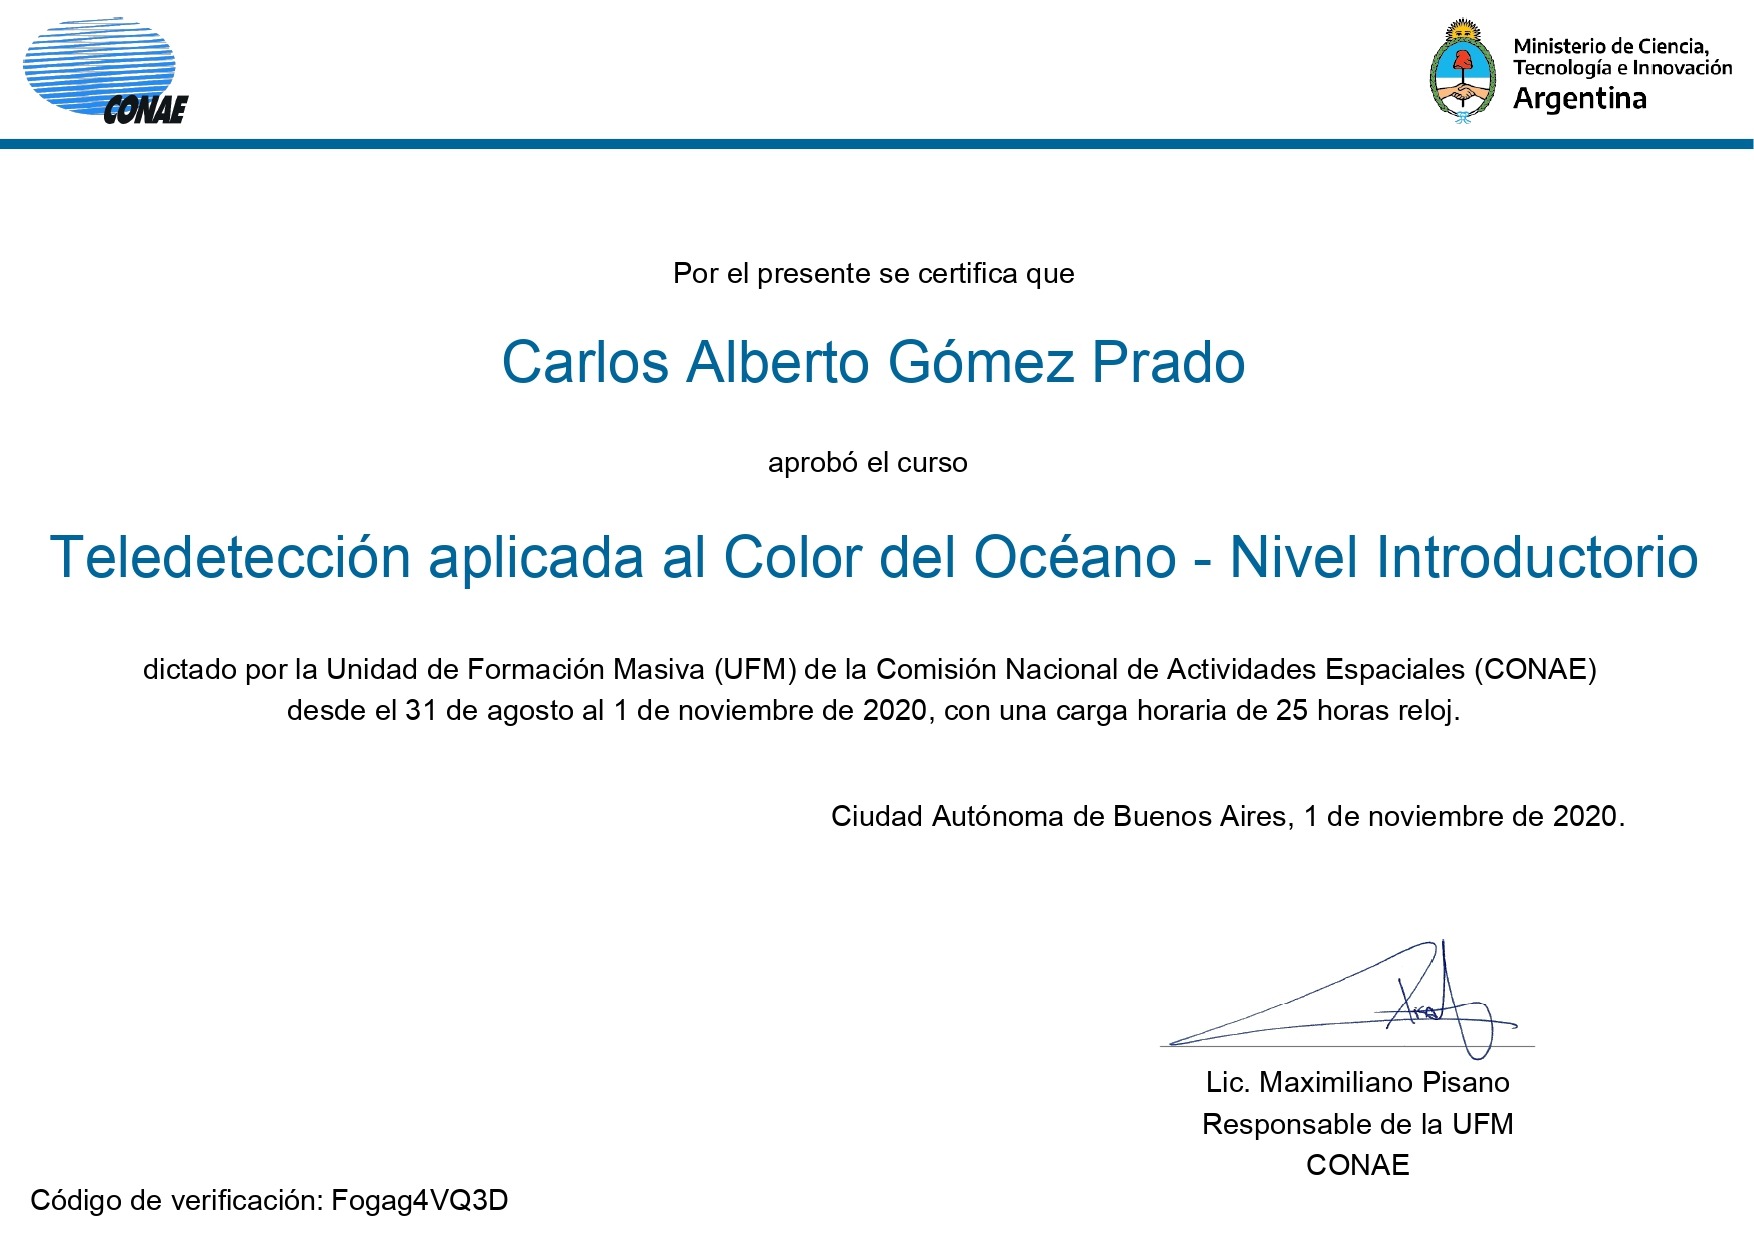 CONAE
Ministerio de Ciencia,
Tecnología e Innovación
Argentina
Por el presente se certifica que
Carlos Alberto Gómez Prado
aprobó el curso
Teledetección aplicada al Color del Océano - Nivel Introductorio
dictado por la Unidad de Formación Masiva (UFM) de la Comisión Nacional de Actividades Espaciales (CONAE)
desde el 31 de agosto al 1 de noviembre de 2020, con una carga horaria de 25 horas reloj.
Ciudad Autónoma de Buenos Aires, 1 de noviembre de 2020.
Lic. Maximiliano Pisano
Responsable de la UFM
CONAE
Código de verificación: Fogag4VQ3D